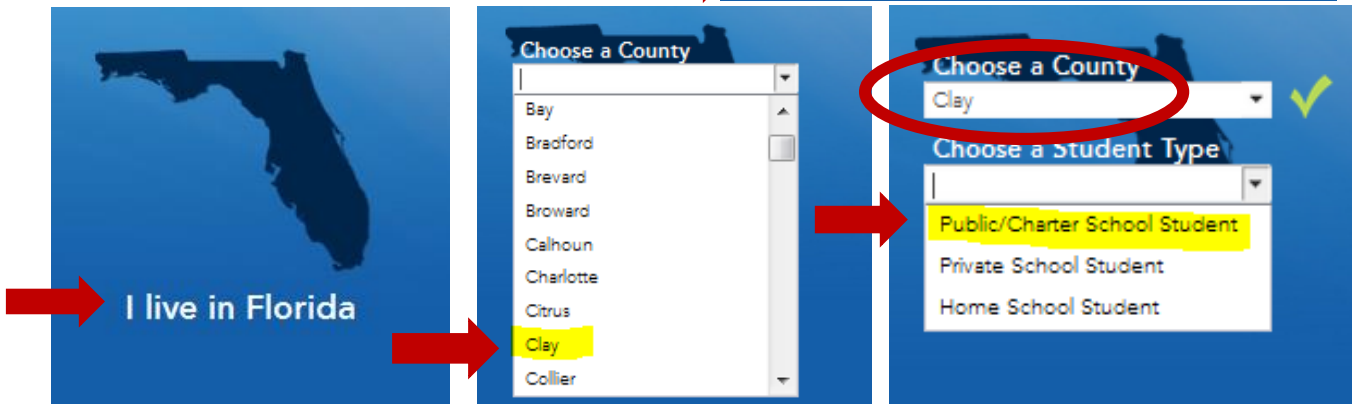 I live in Florida
Choose a County
Bay
Bradford
Brevard
Broward
Calhoun
Charlotte
Citrus
Clay
Collier
Choose a County
Clay
Choose a Student Type
Public/Charter School Student
Private School Student
Home School Student